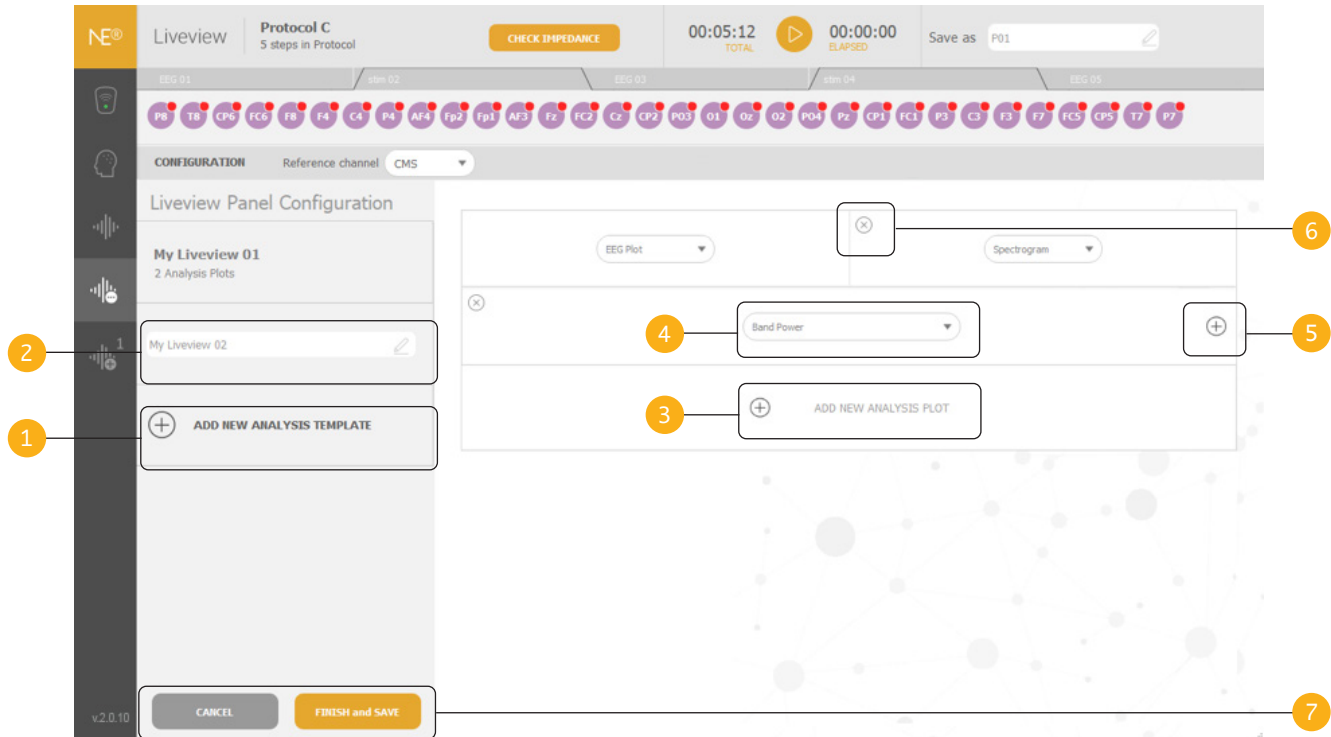 NE®
Liveview
Protocol C
5 steps in Protocol
CHECK IMPEDANCE
00:05:12
TOTAL
00:00:00
ELAPSED
Save as
P01
EEG 01
stim 02
EEG 03
stim 04
EEG 05
P8 T8 CP6 FC6 F8 F4 C4 P4 AF4 Fp2 Fp1 AF3 Fz FC2 Cz CP2 PO3 O1 Oz O2 PO4 Pz CP1 FC1 P3 C3 F3 F7 FC5 CP5 T7 P7
CONFIGURATION
Reference channel
CMS
Liveview Panel Configuration
My Liveview 01
2 Analysis Plots
EEG Plot
Spectrogram
6
Band Power
4
5
1
2
My Liveview 02
3
ADD NEW ANALYSIS PLOT
1
ADD NEW ANALYSIS TEMPLATE
v.2.0.10
CANCEL
FINISH and SAVE
7